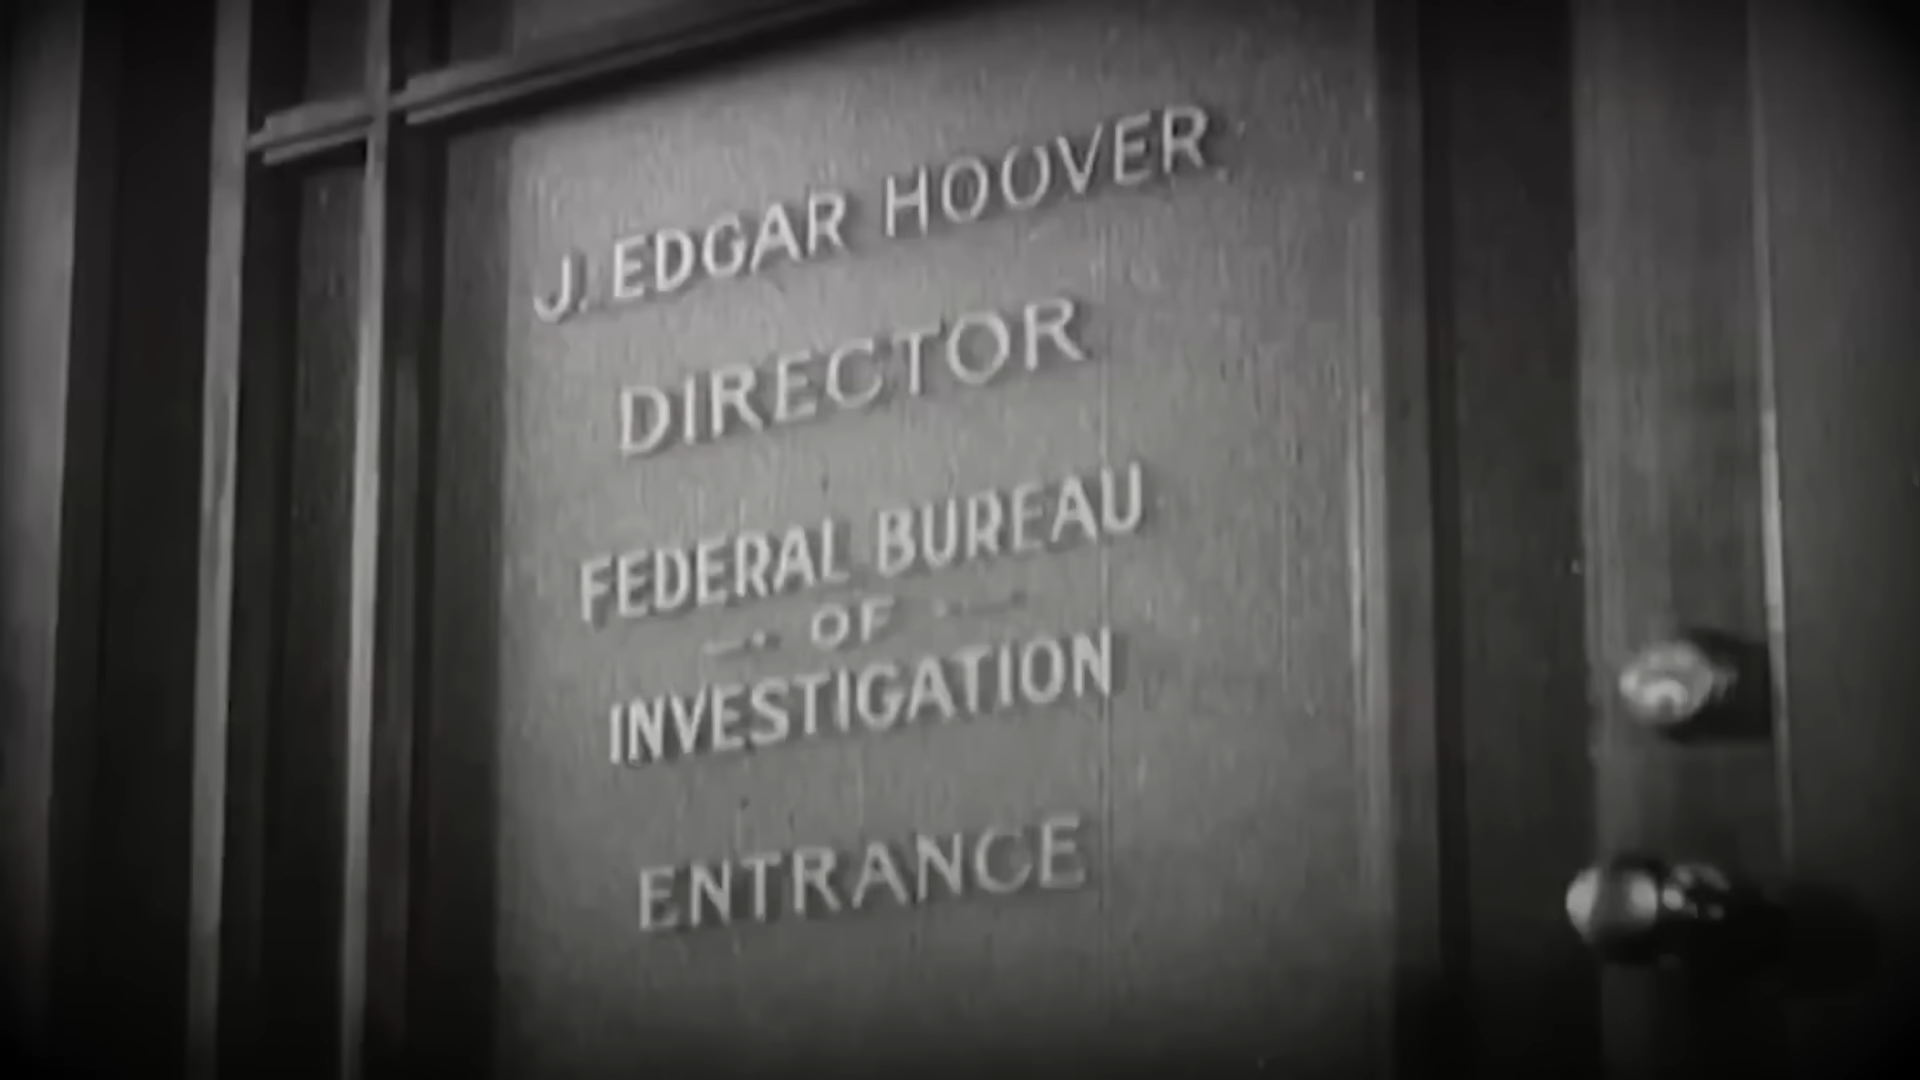 J. EDGAR HOOVER
DIRECTOR
FEDERAL BUREAU
OF
INVESTIGATION
ENTRANCE